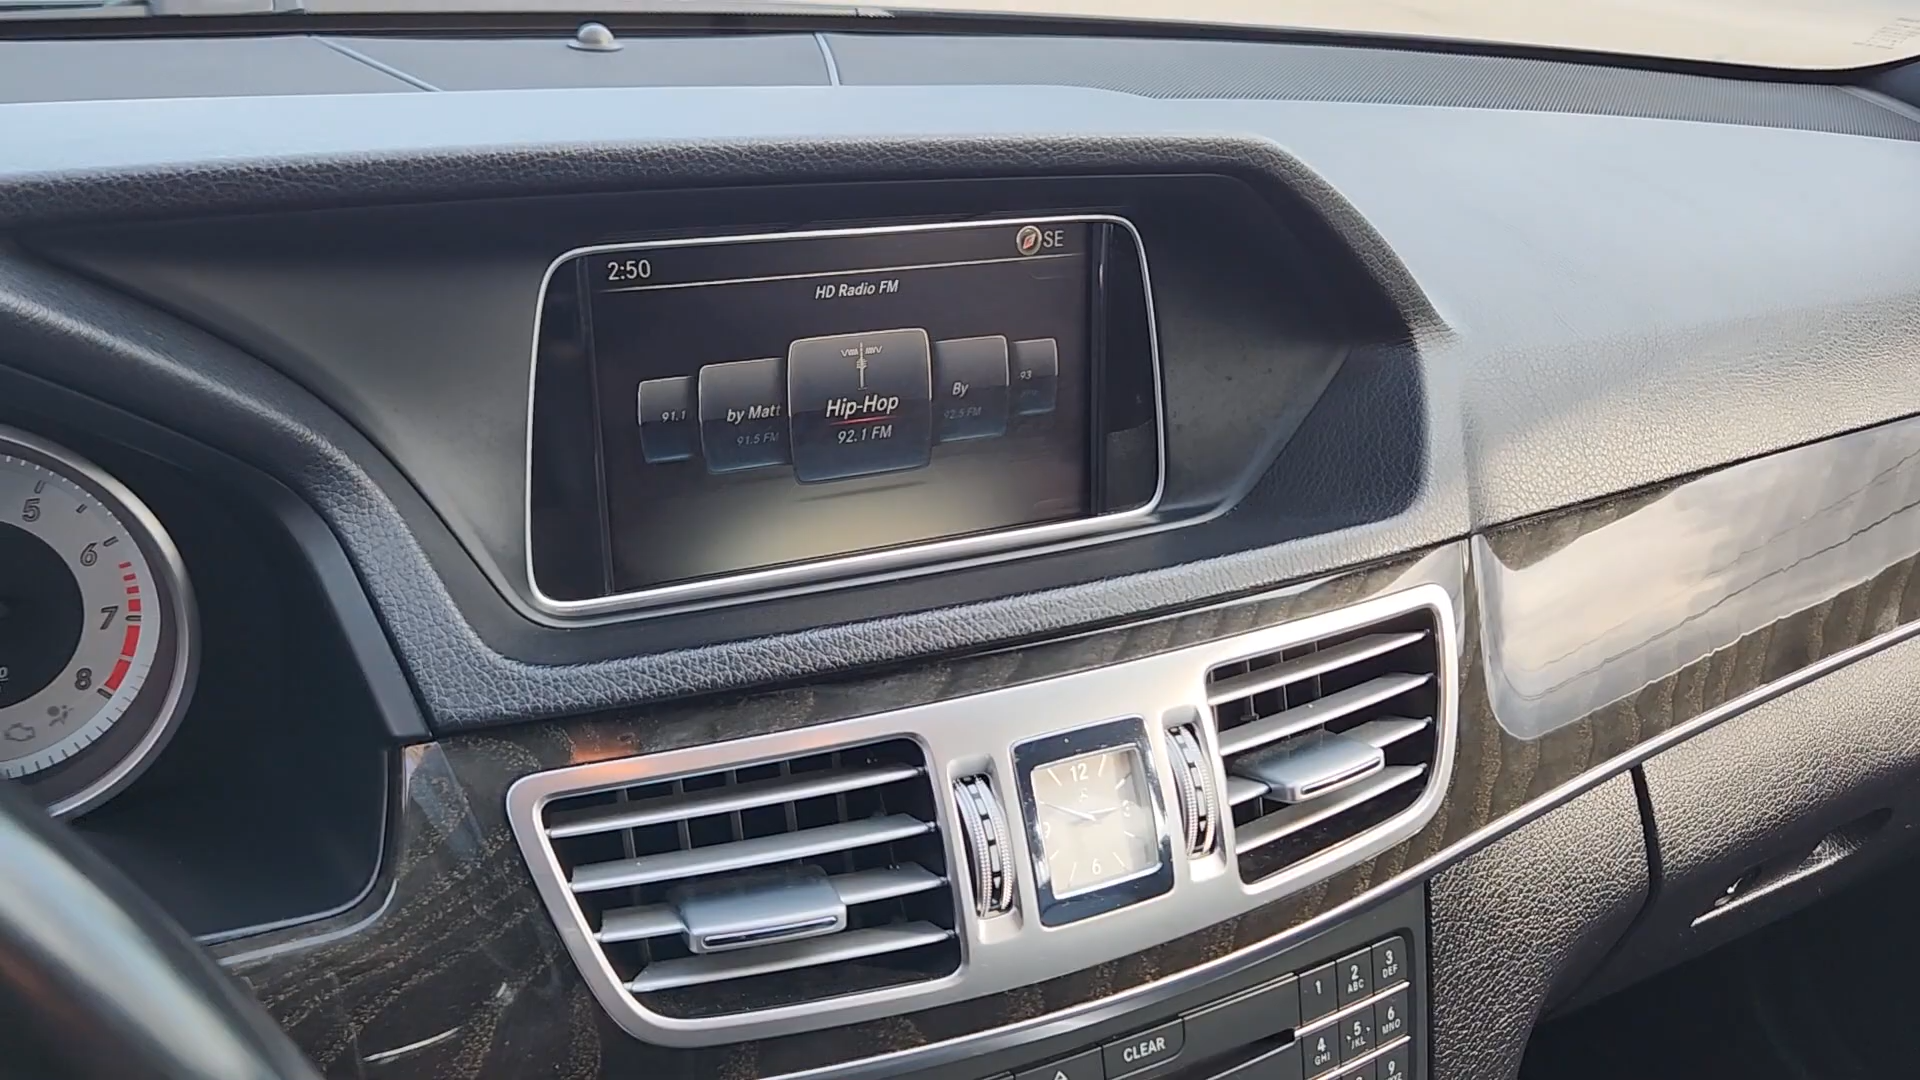 2:50
SE
HD Radio FM
91.1
by Matt
91.5 FM
Hip-Hop
92.1 FM
By
92.5 FM
93
5
6
7
8
12
6
CLEAR
1
2
ABC
3
DEF
4
GHI
5
JKL
6
MNO
9